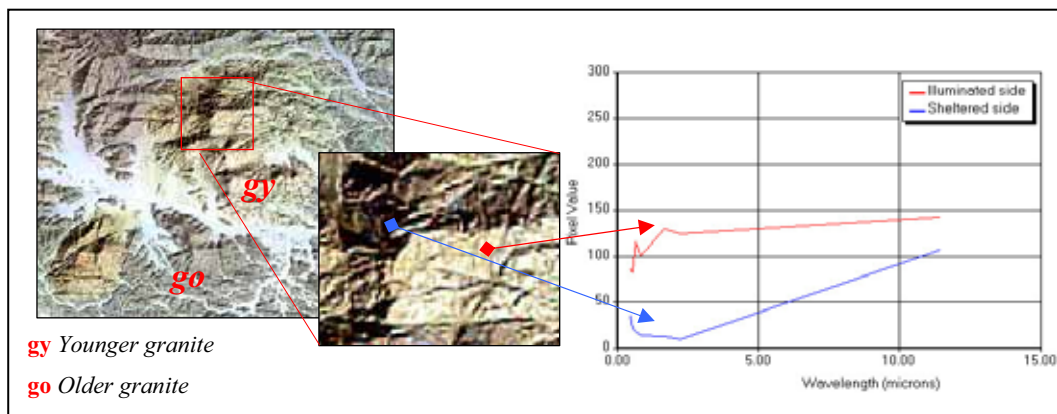 gy
go
gy Younger granite
go Older granite
300
250
200
150
100
50
0
Pixel Value
0.00 5.00 10.00 15.00
Wavelength (microns)
Illuminated side
Sheltered side